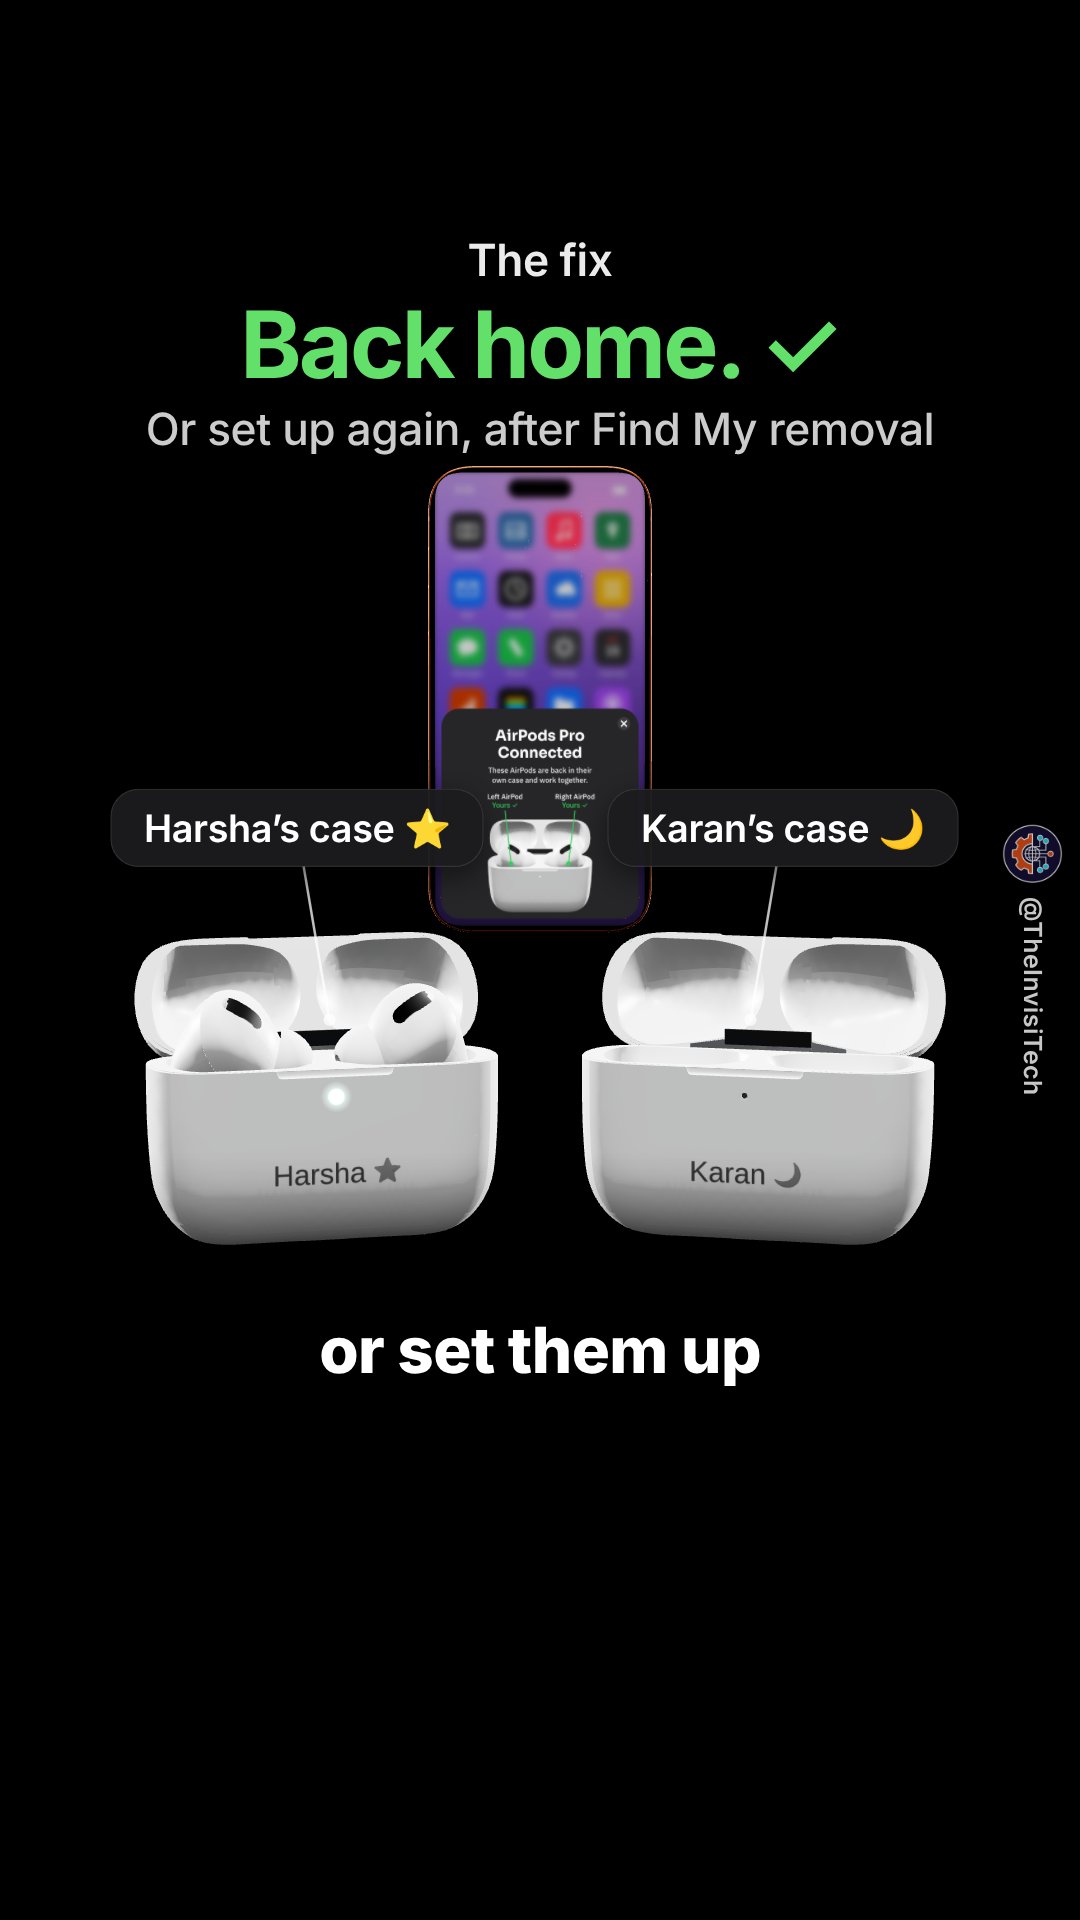 The fix
Back home. ✓
Or set up again, after Find My removal
AirPods Pro
Connected
These AirPods are back in their
own case and work together.
Left AirPod
Yours ✓
Right AirPod
Yours ✓
Harsha’s case ⭐
Karan’s case 🌙
@TheInvisiTech
Harsha ★
Karan 🌙
or set them up